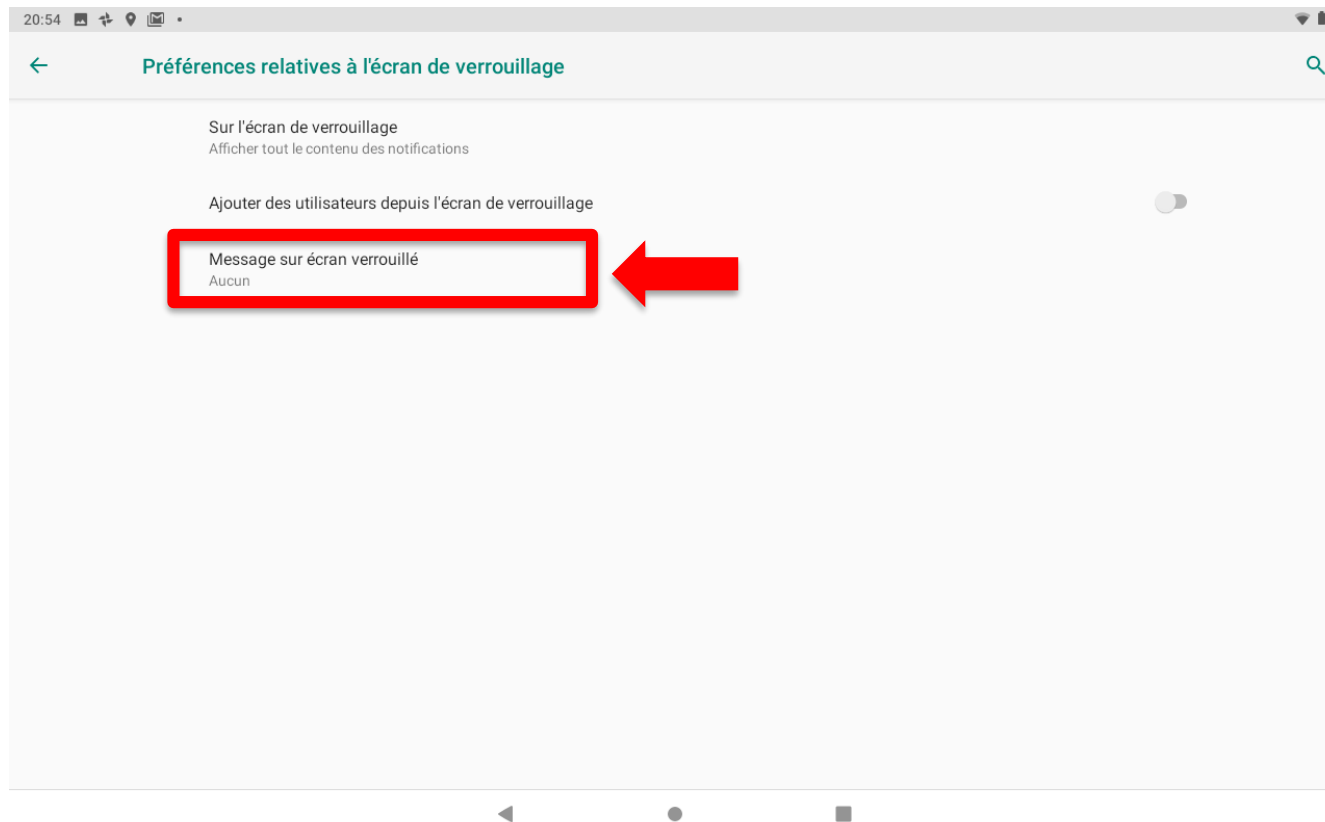 20:54
Préférences relatives à l'écran de verrouillage
Sur l'écran de verrouillage
Afficher tout le contenu des notifications
Ajouter des utilisateurs depuis l'écran de verrouillage
Message sur écran verrouillé
Aucun